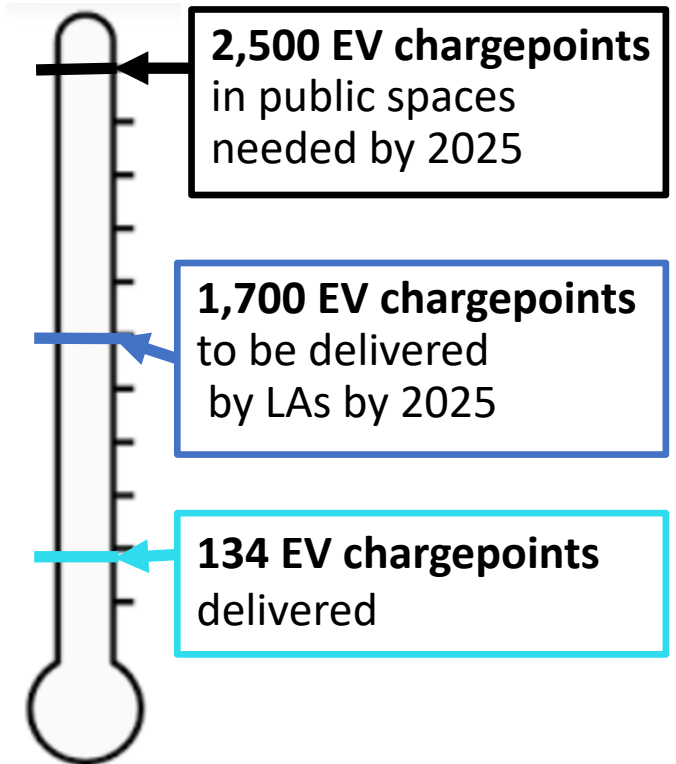 2,500 EV chargepoints
in public spaces
needed by 2025
1,700 EV chargepoints
to be delivered
by LAs by 2025
134 EV chargepoints
delivered